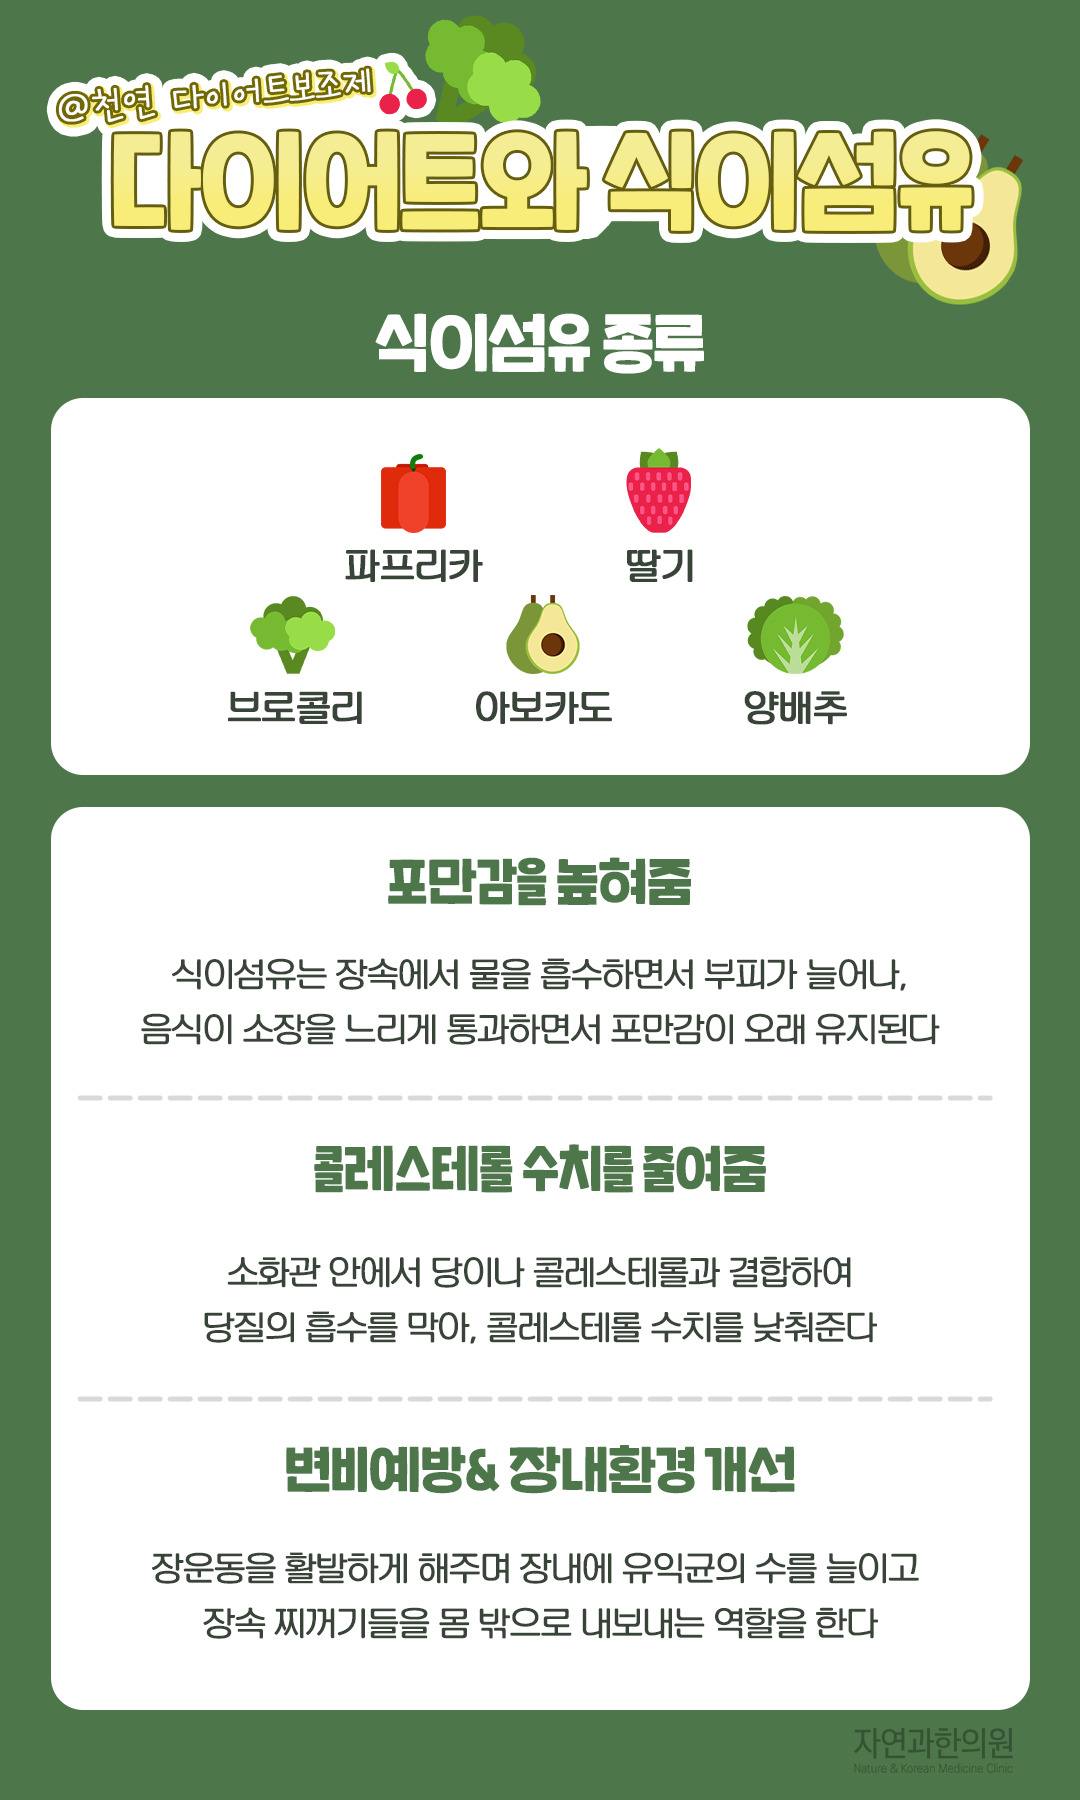 @천연 다이어트보조제
다이어트와 식이섬유
식이섬유 종류
파프리카 딸기
브로콜리 아보카도 양배추
포만감을 높혀줌
식이섬유는 장속에서 물을 흡수하면서 부피가 늘어나,
음식이 소장을 느리게 통과하면서 포만감이 오래 유지된다
콜레스테롤 수치를 줄여줌
소화관 안에서 당이나 콜레스테롤과 결합하여
당질의 흡수를 막아, 콜레스테롤 수치를 낮춰준다
변비예방& 장내환경 개선
장운동을 활발하게 해주며 장내에 유익균의 수를 늘이고
장속 찌꺼기들을 몸 밖으로 내보내는 역할을 한다
자연과한의원
Nature & Korean Medicine Clinic